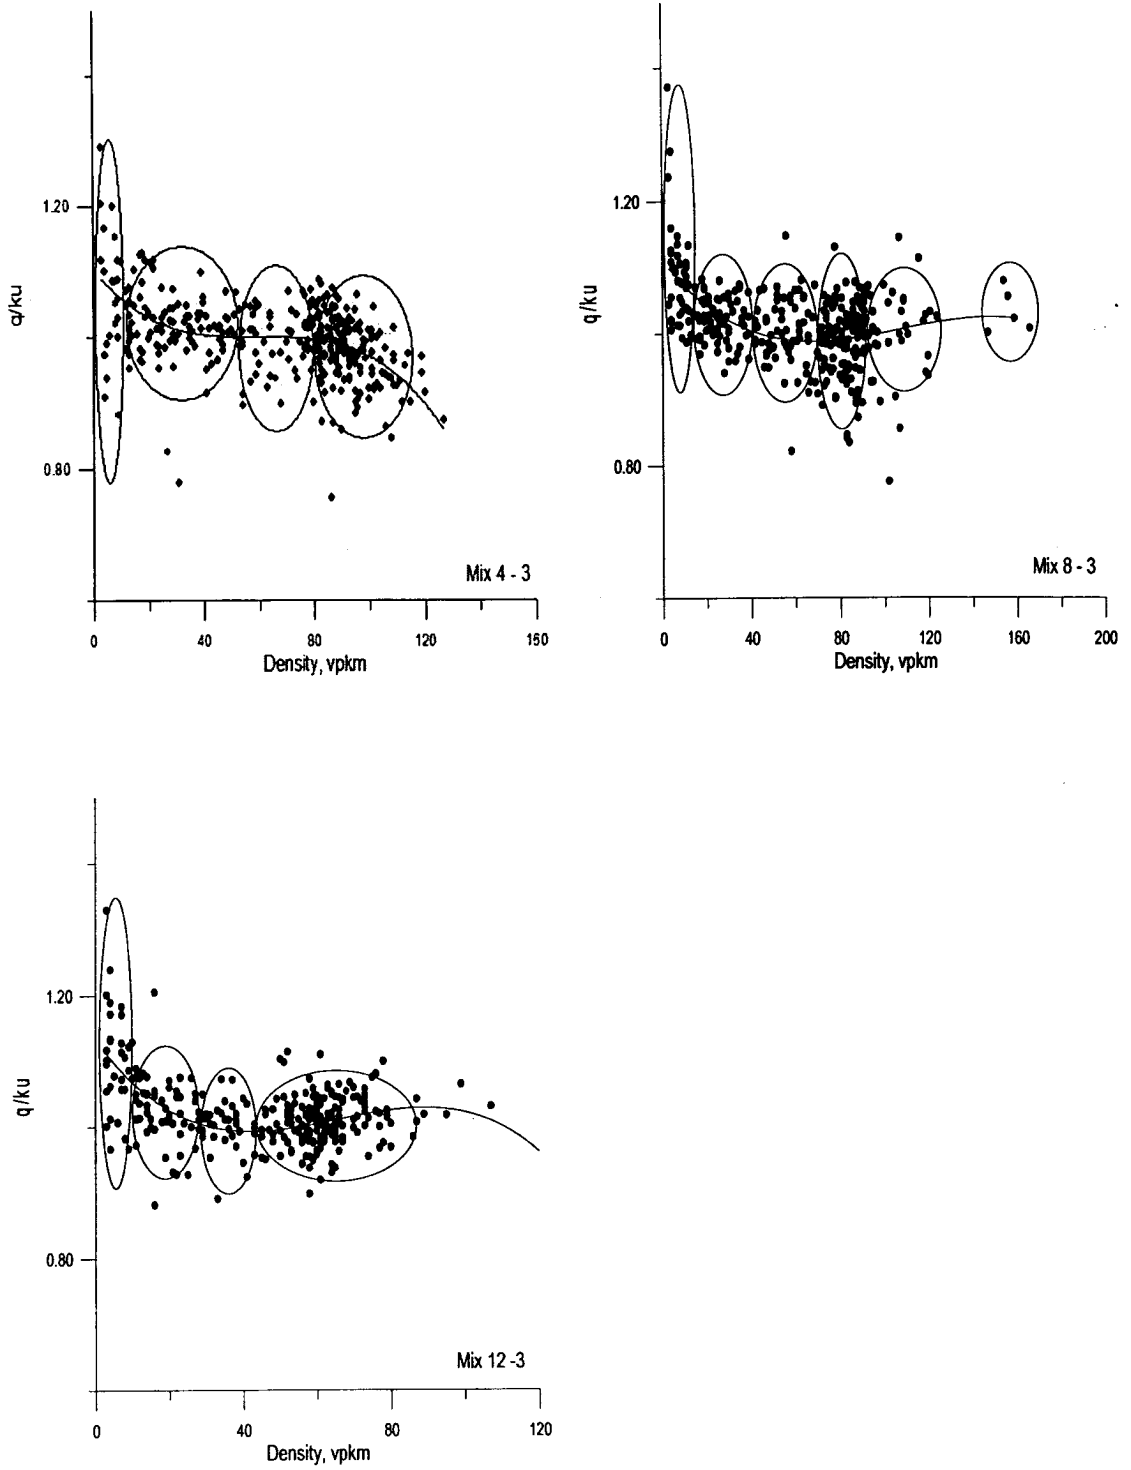 q/ku
1.20
0.80
Mix 4 - 3
0 40 80 120 150
Density, vpkm
q/ku
1.20
0.80
Mix 8 - 3
0 40 80 120 160 200
Density, vpkm
q/ku
1.20
0.80
Mix 12 -3
0 40 80 120
Density, vpkm